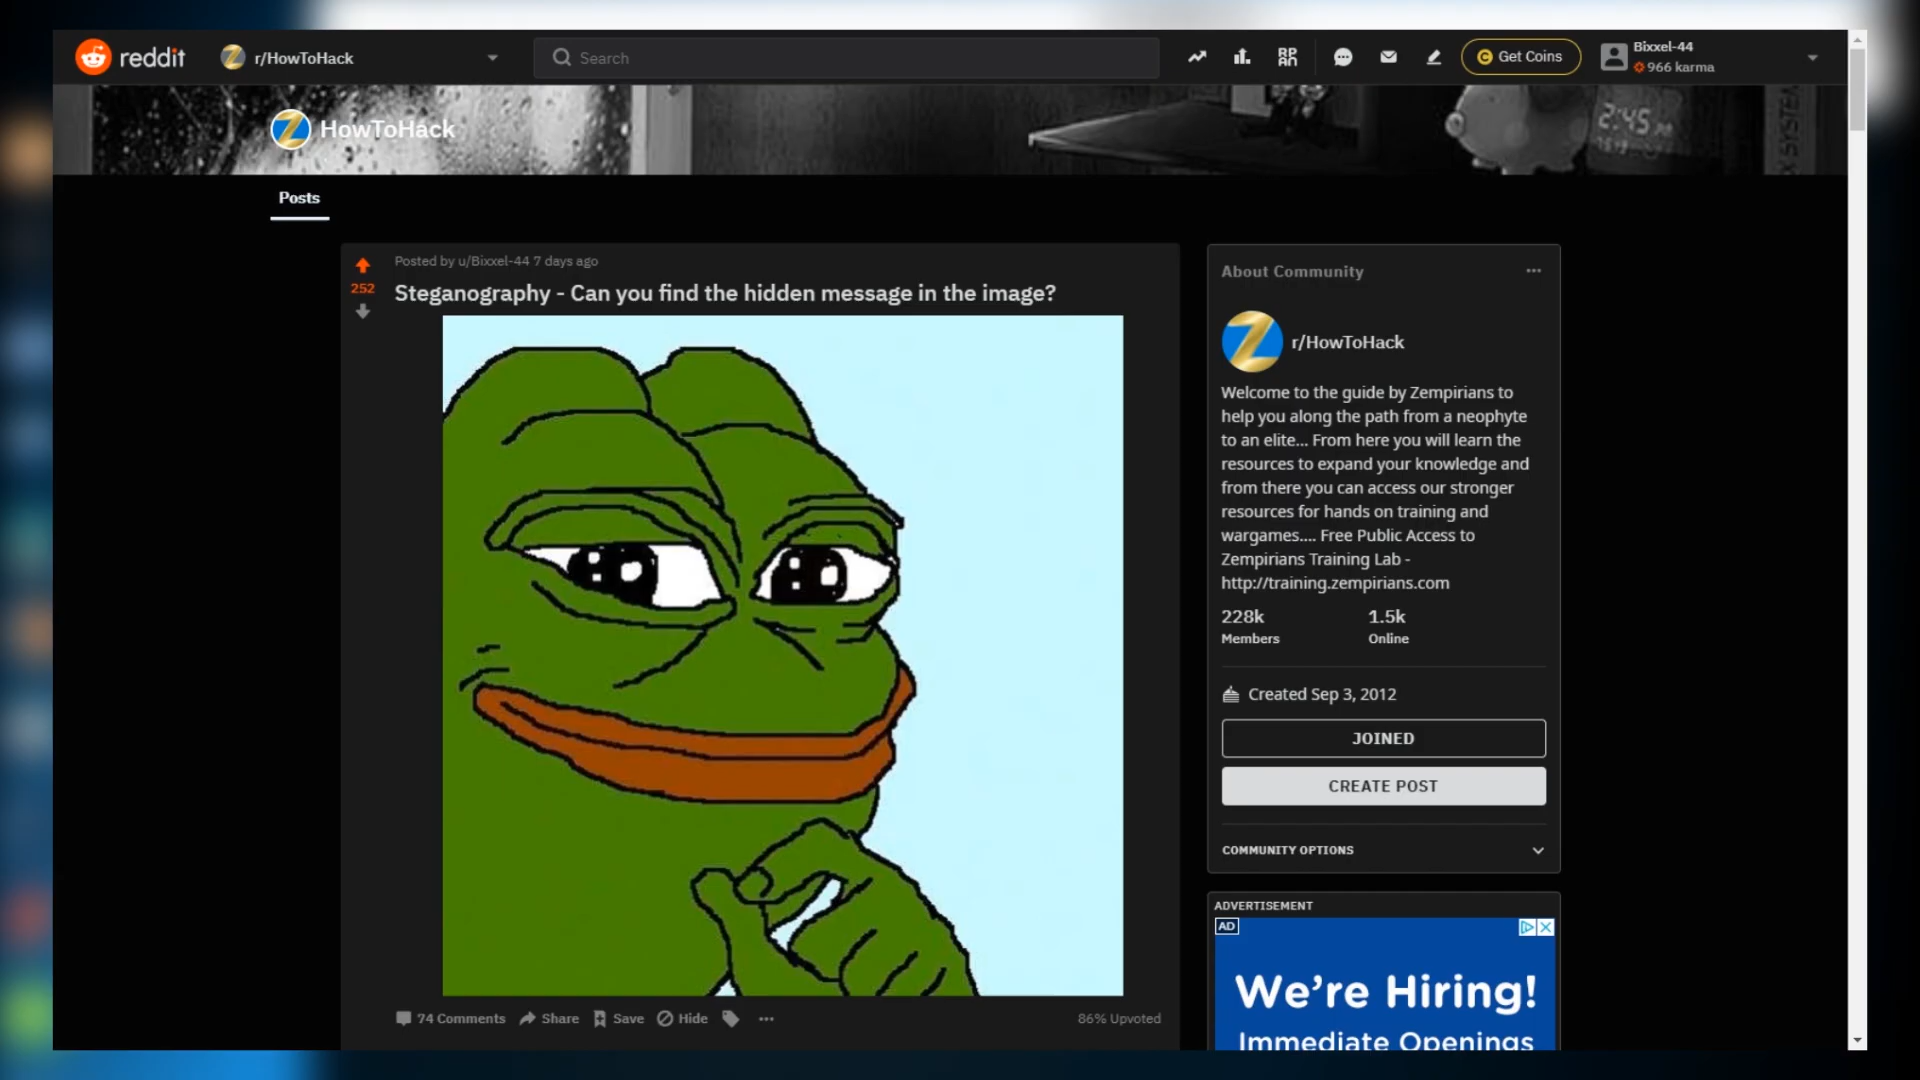 reddit
r/HowToHack
Search
Get Coins
Bixxel-44
966 karma
HowToHack
2:45
Posts
Posted by u/Bixxel-44 7 days ago
252
Steganography - Can you find the hidden message in the image?
74 Comments
Share
Save
Hide
86% Upvoted
About Community
r/HowToHack
Welcome to the guide by Zempirians to
help you along the path from a neophyte
to an elite... From here you will learn the
resources to expand your knowledge and
from there you can access our stronger
resources for hands on training and
wargames.... Free Public Access to
Zempirians Training Lab -
http://training.zempirians.com
228k
1.5k
Members
Online
Created Sep 3, 2012
JOINED
CREATE POST
COMMUNITY OPTIONS
ADVERTISEMENT
AD
We're Hiring!
Immediate Openings